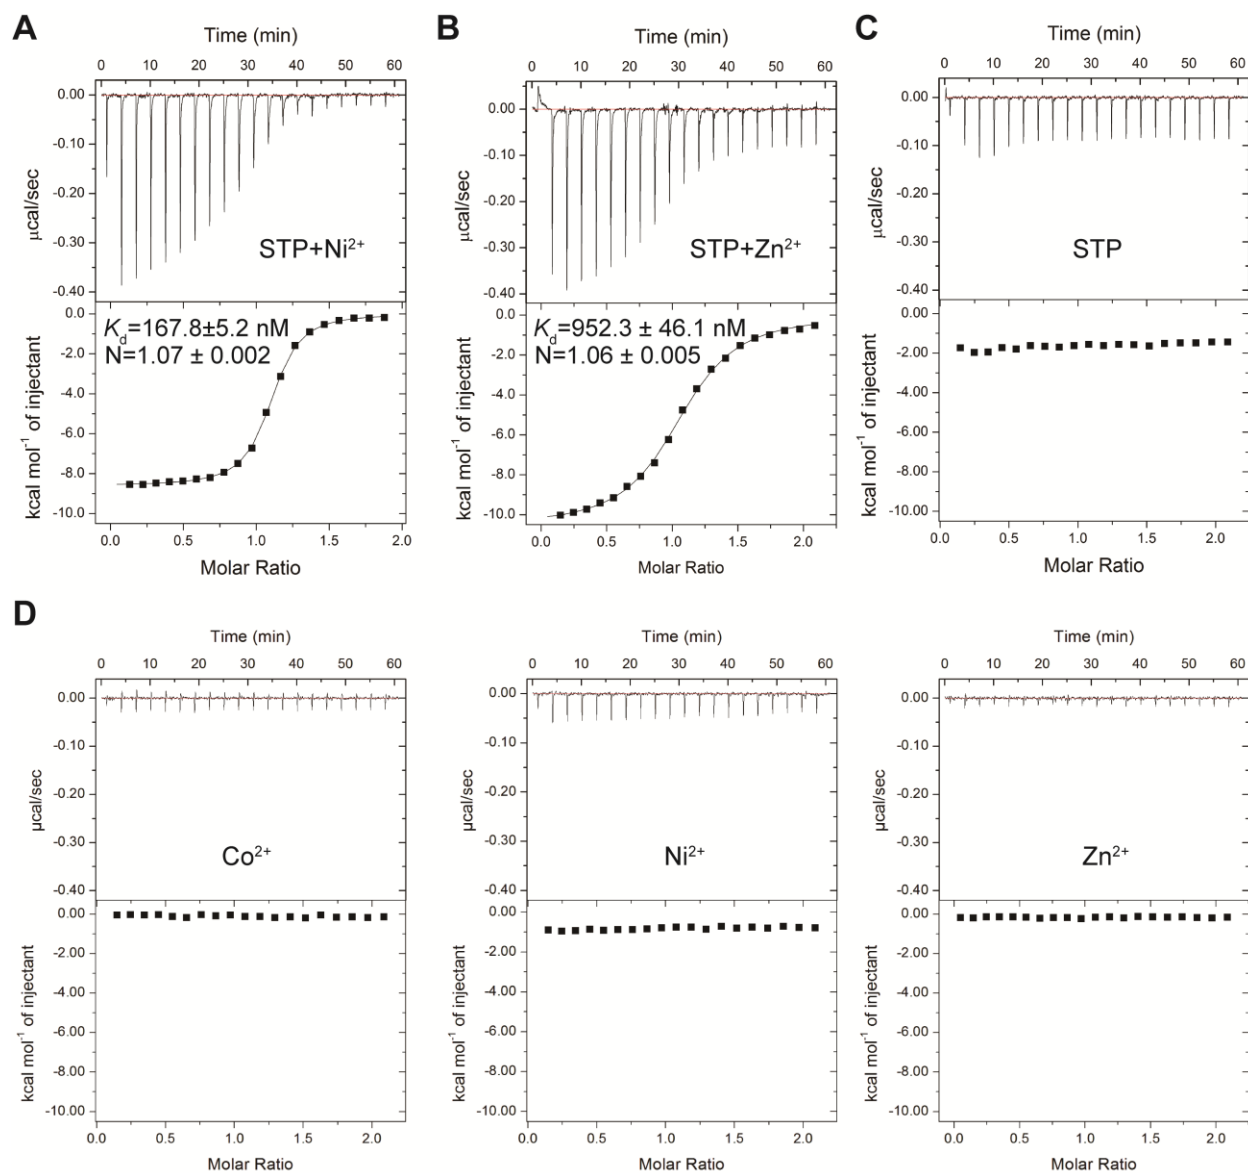 A
Time (min)
0 10 20 30 40 50 60
0.00
-0.10
-0.20
-0.30
-0.40
µcal/sec
STP+Ni²⁺
0.0
-2.0
-4.0
-6.0
-8.0
-10.0
kcal mol⁻¹ of injectant
Kd=167.8±5.2 nM
N=1.07 ± 0.002
0.0 0.5 1.0 1.5 2.0
Molar Ratio
B
Time (min)
0 10 20 30 40 50 60
0.00
-0.10
-0.20
-0.30
-0.40
µcal/sec
STP+Zn²⁺
0.0
-2.0
-4.0
-6.0
-8.0
-10.0
kcal mol⁻¹ of injectant
Kd=952.3 ± 46.1 nM
N=1.06 ± 0.005
0.0 0.5 1.0 1.5 2.0
Molar Ratio
C
Time (min)
0 10 20 30 40 50 60
0.00
-0.10
-0.20
-0.30
-0.40
µcal/sec
STP
0.00
-2.00
-4.00
-6.00
-8.00
-10.00
kcal mol⁻¹ of injectant
0.0 0.5 1.0 1.5 2.0
Molar Ratio
D
Time (min)
0 10 20 30 40 50 60
0.00
-0.10
-0.20
-0.30
-0.40
µcal/sec
Co²⁺
0.00
-2.00
-4.00
-6.00
-8.00
-10.00
kcal mol⁻¹ of injectant
0.0 0.5 1.0 1.5 2.0
Molar Ratio
Time (min)
0 10 20 30 40 50 60
0.00
-0.10
-0.20
-0.30
-0.40
µcal/sec
Ni²⁺
0.00
-2.00
-4.00
-6.00
-8.00
-10.00
kcal mol⁻¹ of injectant
0.0 0.5 1.0 1.5 2.0
Molar Ratio
Time (min)
0 10 20 30 40 50 60
0.00
-0.10
-0.20
-0.30
-0.40
µcal/sec
Zn²⁺
0.00
-2.00
-4.00
-6.00
-8.00
-10.00
kcal mol⁻¹ of injectant
0.0 0.5 1.0 1.5 2.0
Molar Ratio